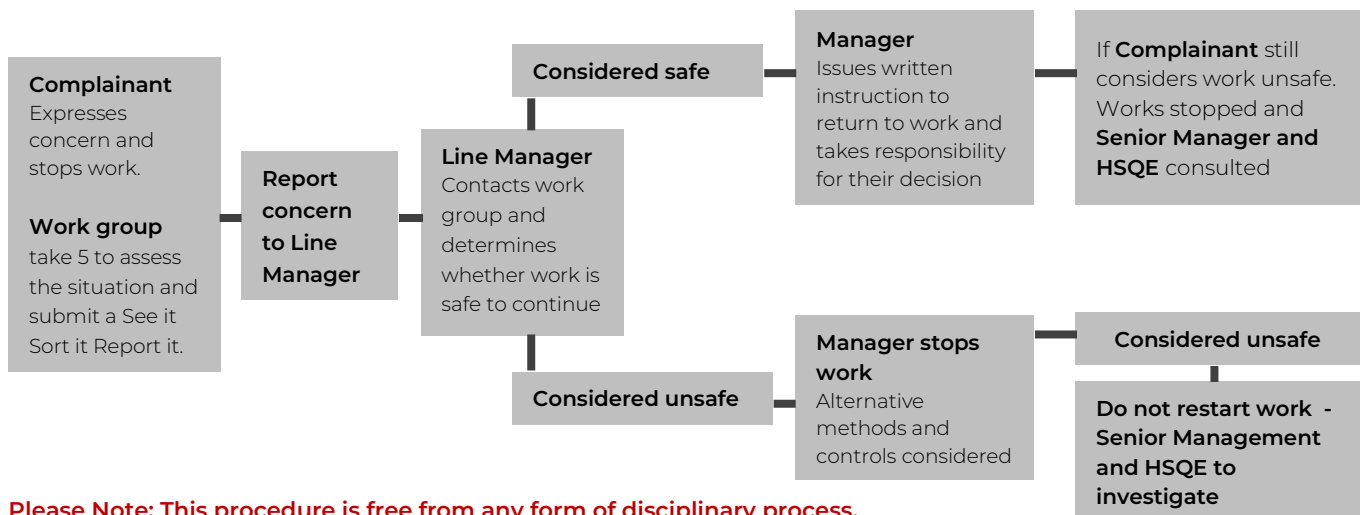 Complainant
Expresses
concern and
stops work.
Work group
take 5 to assess
the situation and
submit a See it
Sort it Report it.
Report
concern
to Line
Manager
Line Manager
Contacts work
group and
determines
whether work is
safe to continue
Considered safe
Manager
Issues written
instruction to
return to work and
takes responsibility
for their decision
If Complainant still
considers work unsafe.
Works stopped and
Senior Manager and
HSQE consulted
Considered unsafe
Manager stops
work
Alternative
methods and
controls considered
Considered unsafe
Do not restart work -
Senior Management
and HSQE to
investigate
Please Note: This procedure is free from any form of disciplinary process.